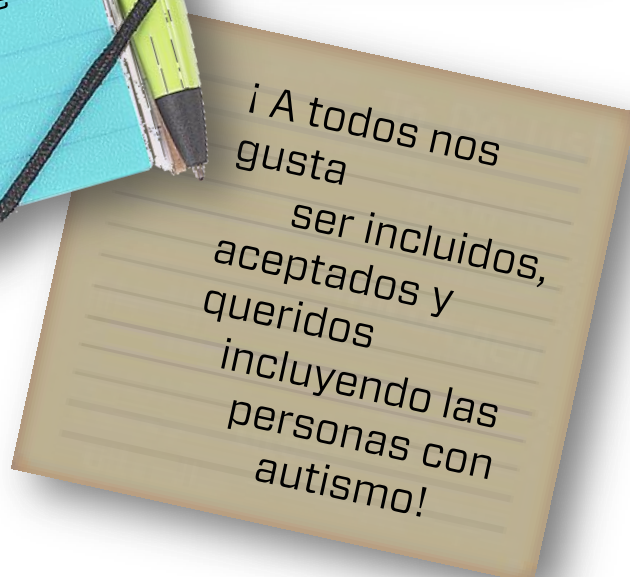 ¡ A todos nos
gusta
ser incluidos,
aceptados y
queridos
incluyendo las
personas con
autismo!